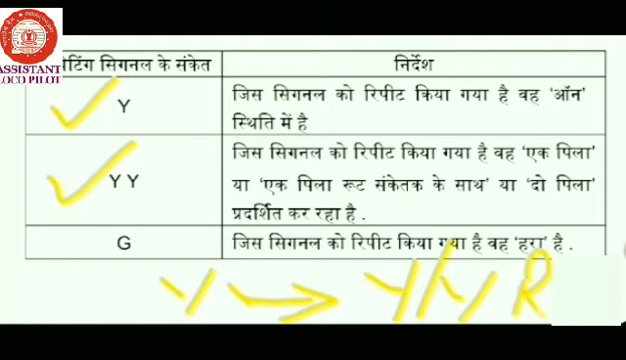 ASSISTANT
LOCO PILOT
पीटिंग सिगनल के संकेत
निर्देश
Y
जिस सिगनल को रिपीट किया गया है वह ‘ऑन’
स्थिति में है
Y Y
जिस सिगनल को रिपीट किया गया है वह ‘एक पिला’
या ‘एक पिला रूट संकेतक के साथ’ या ‘दो पिला’
प्रदर्शित कर रहा है .
G
जिस सिगनल को रिपीट किया गया है वह ‘हरा’ है .
Y → Y/Y/R